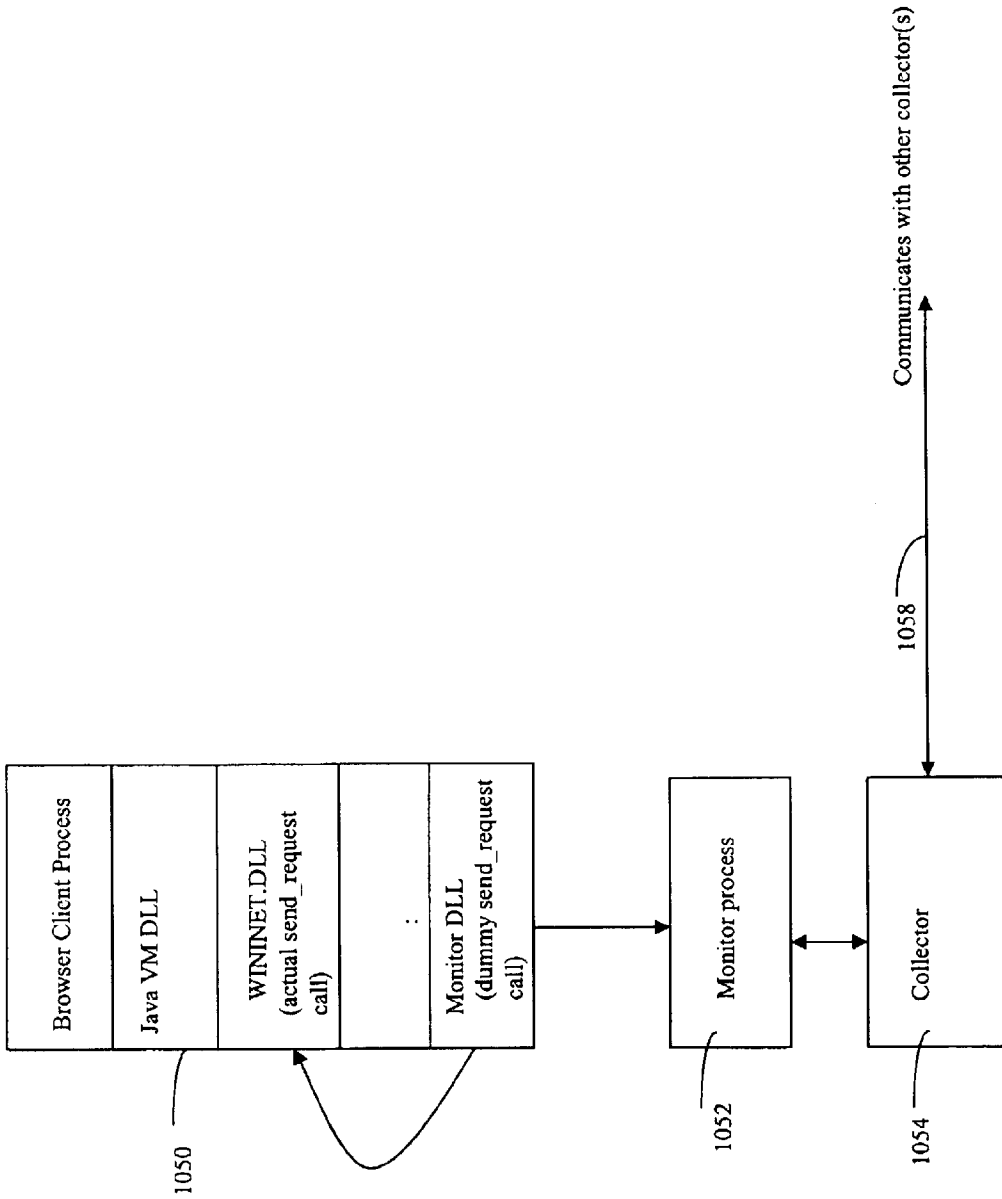 1050
Browser Client Process
Java VM DLL
WININET.DLL
(actual send_request
call)
:
Monitor DLL
(dummy send_request
call)
1052
Monitor process
1054
Collector
1058
Communicates with other collector(s)